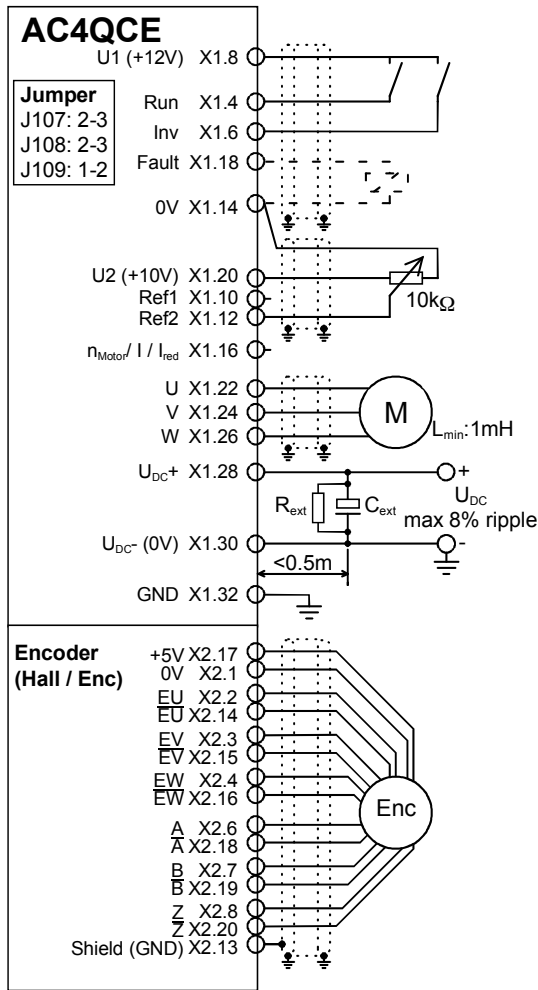 AC4QCE
U1 (+12V) X1.8
Jumper
J107: 2-3
J108: 2-3
J109: 1-2
Run X1.4
Inv X1.6
Fault X1.18
0V X1.14
U2 (+10V) X1.20
Ref1 X1.10
Ref2 X1.12
10kΩ
nMotor/ I / Ired X1.16
U X1.22
V X1.24
W X1.26
M
Lmin:1mH
UDC+ X1.28
+
Rext
Cext
UDC
max 8% ripple
UDC- (0V) X1.30
-
<0.5m
GND X1.32
Encoder
(Hall / Enc)
+5V X2.17
0V X2.1
EU X2.2
E̅U̅ X2.14
EV X2.3
E̅V̅ X2.15
EW X2.4
E̅W̅ X2.16
Enc
A X2.6
A̅ X2.18
B X2.7
B̅ X2.19
Z X2.8
Z̅ X2.20
Shield (GND) X2.13